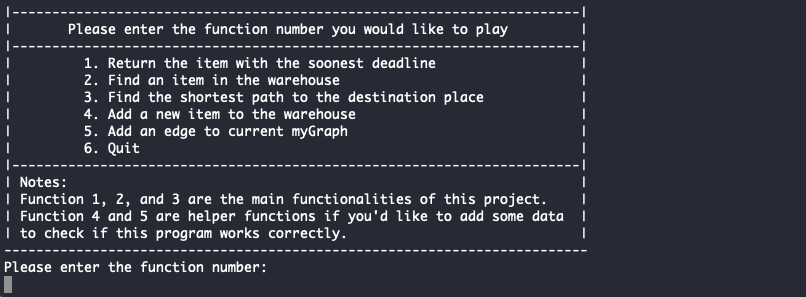 |----------------------------------------------------------------------|
| Please enter the function number you would like to play |
|----------------------------------------------------------------------|
| 1. Return the item with the soonest deadline |
| 2. Find an item in the warehouse |
| 3. Find the shortest path to the destination place |
| 4. Add a new item to the warehouse |
| 5. Add an edge to current myGraph |
| 6. Quit |
|----------------------------------------------------------------------|
| Notes: |
| Function 1, 2, and 3 are the main functionalities of this project. |
| Function 4 and 5 are helper functions if you'd like to add some data |
| to check if this program works correctly. |
------------------------------------------------------------------------
Please enter the function number: